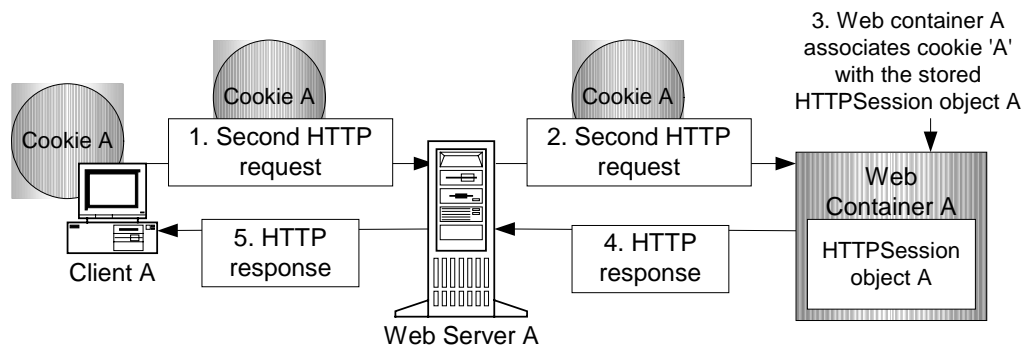 3. Web container A
associates cookie 'A'
with the stored
HTTPSession object A
Cookie A
Cookie A
Cookie A
1. Second HTTP
request
2. Second HTTP
request
Web
Container A
HTTPSession
object A
5. HTTP
response
4. HTTP
response
Client A
Web Server A